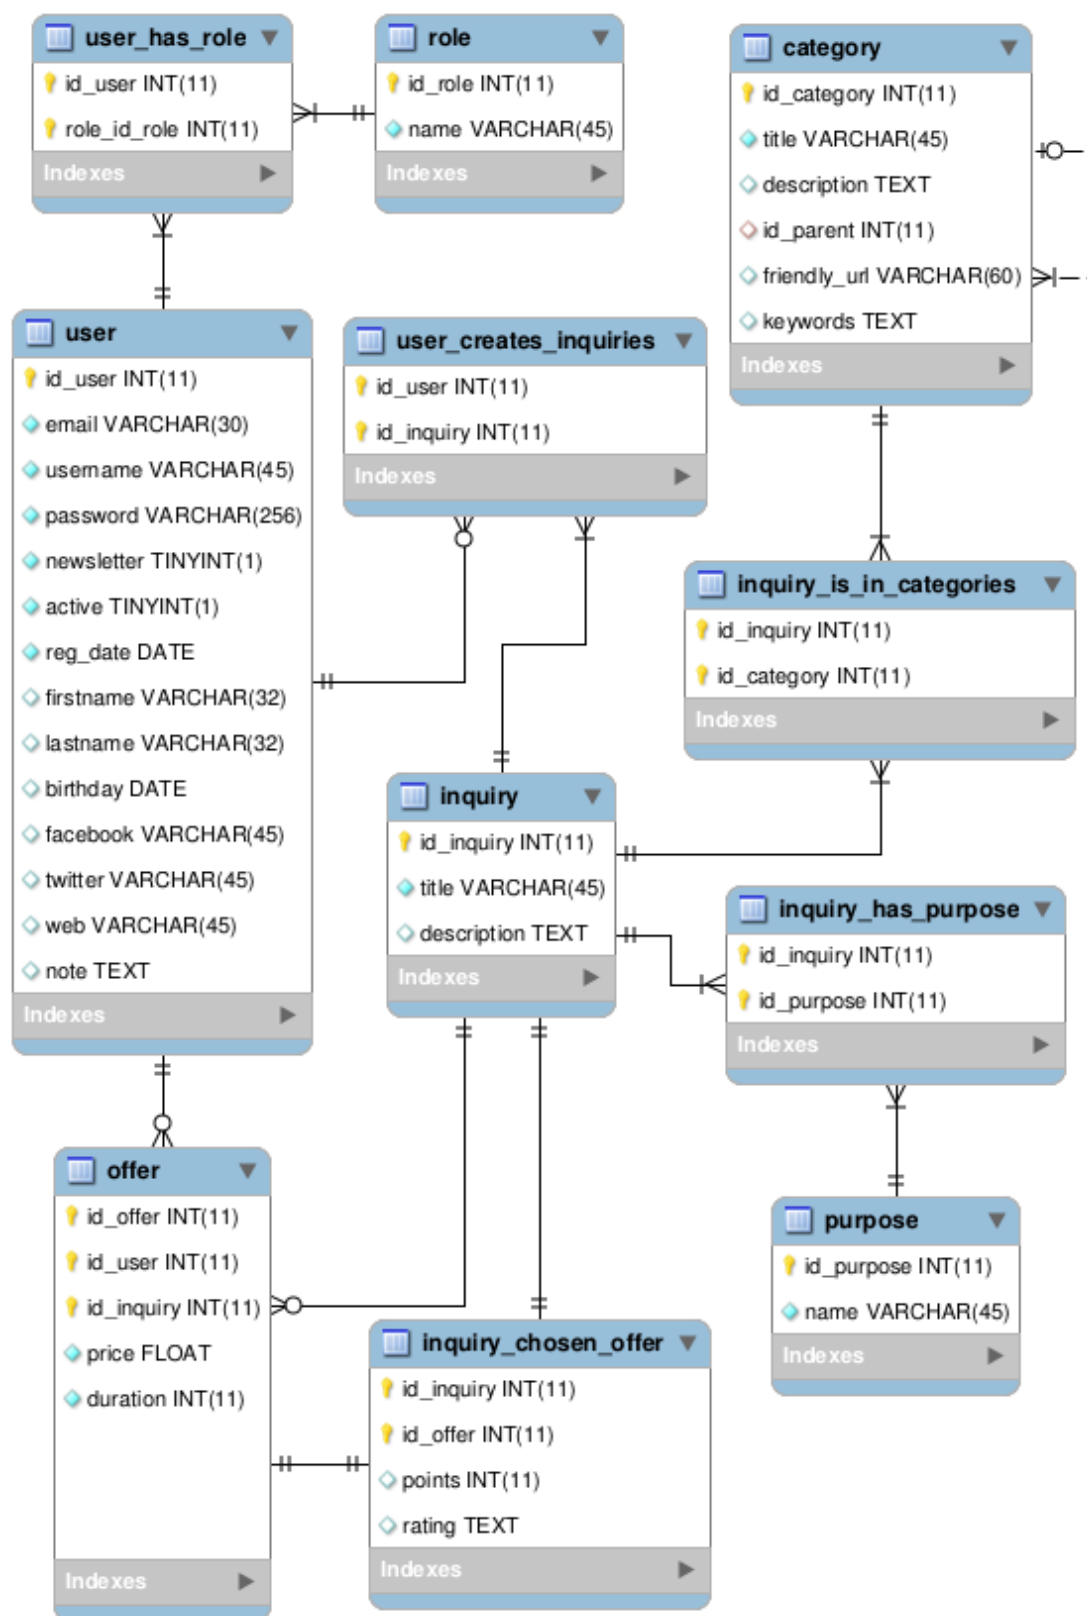 user_has_role
id_user INT(11)
role_id_role INT(11)
Indexes
role
id_role INT(11)
name VARCHAR(45)
Indexes
category
id_category INT(11)
title VARCHAR(45)
description TEXT
id_parent INT(11)
friendly_url VARCHAR(60)
keywords TEXT
Indexes
user
id_user INT(11)
email VARCHAR(30)
username VARCHAR(45)
password VARCHAR(256)
newsletter TINYINT(1)
active TINYINT(1)
reg_date DATE
firstname VARCHAR(32)
lastname VARCHAR(32)
birthday DATE
facebook VARCHAR(45)
twitter VARCHAR(45)
web VARCHAR(45)
note TEXT
Indexes
user_creates_inquiries
id_user INT(11)
id_inquiry INT(11)
Indexes
inquiry_is_in_categories
id_inquiry INT(11)
id_category INT(11)
Indexes
inquiry
id_inquiry INT(11)
title VARCHAR(45)
description TEXT
Indexes
inquiry_has_purpose
id_inquiry INT(11)
id_purpose INT(11)
Indexes
offer
id_offer INT(11)
id_user INT(11)
id_inquiry INT(11)
price FLOAT
duration INT(11)
Indexes
inquiry_chosen_offer
id_inquiry INT(11)
id_offer INT(11)
points INT(11)
rating TEXT
Indexes
purpose
id_purpose INT(11)
name VARCHAR(45)
Indexes